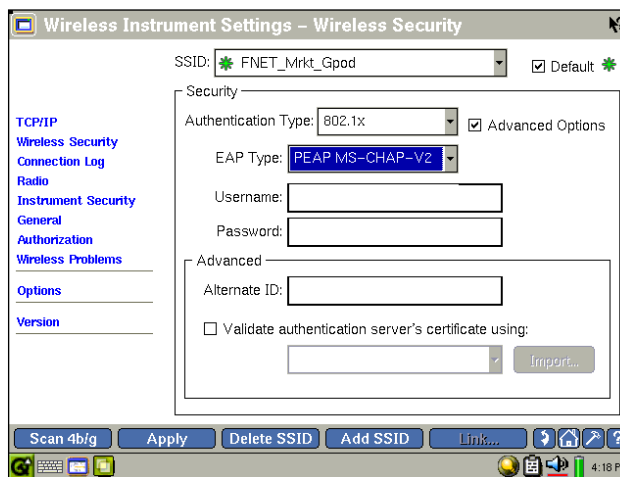 Wireless Instrument Settings – Wireless Security
SSID: FNET_Mrkt_Gpod
Default
Security
Authentication Type: 802.1x
Advanced Options
EAP Type: PEAP MS-CHAP-V2
Username:
Password:
Advanced
Alternate ID:
Validate authentication server's certificate using:
Import...
TCP/IP
Wireless Security
Connection Log
Radio
Instrument Security
General
Authorization
Wireless Problems
Options
Version
Scan 4b/g
Apply
Delete SSID
Add SSID
Link...
?
4:18 P